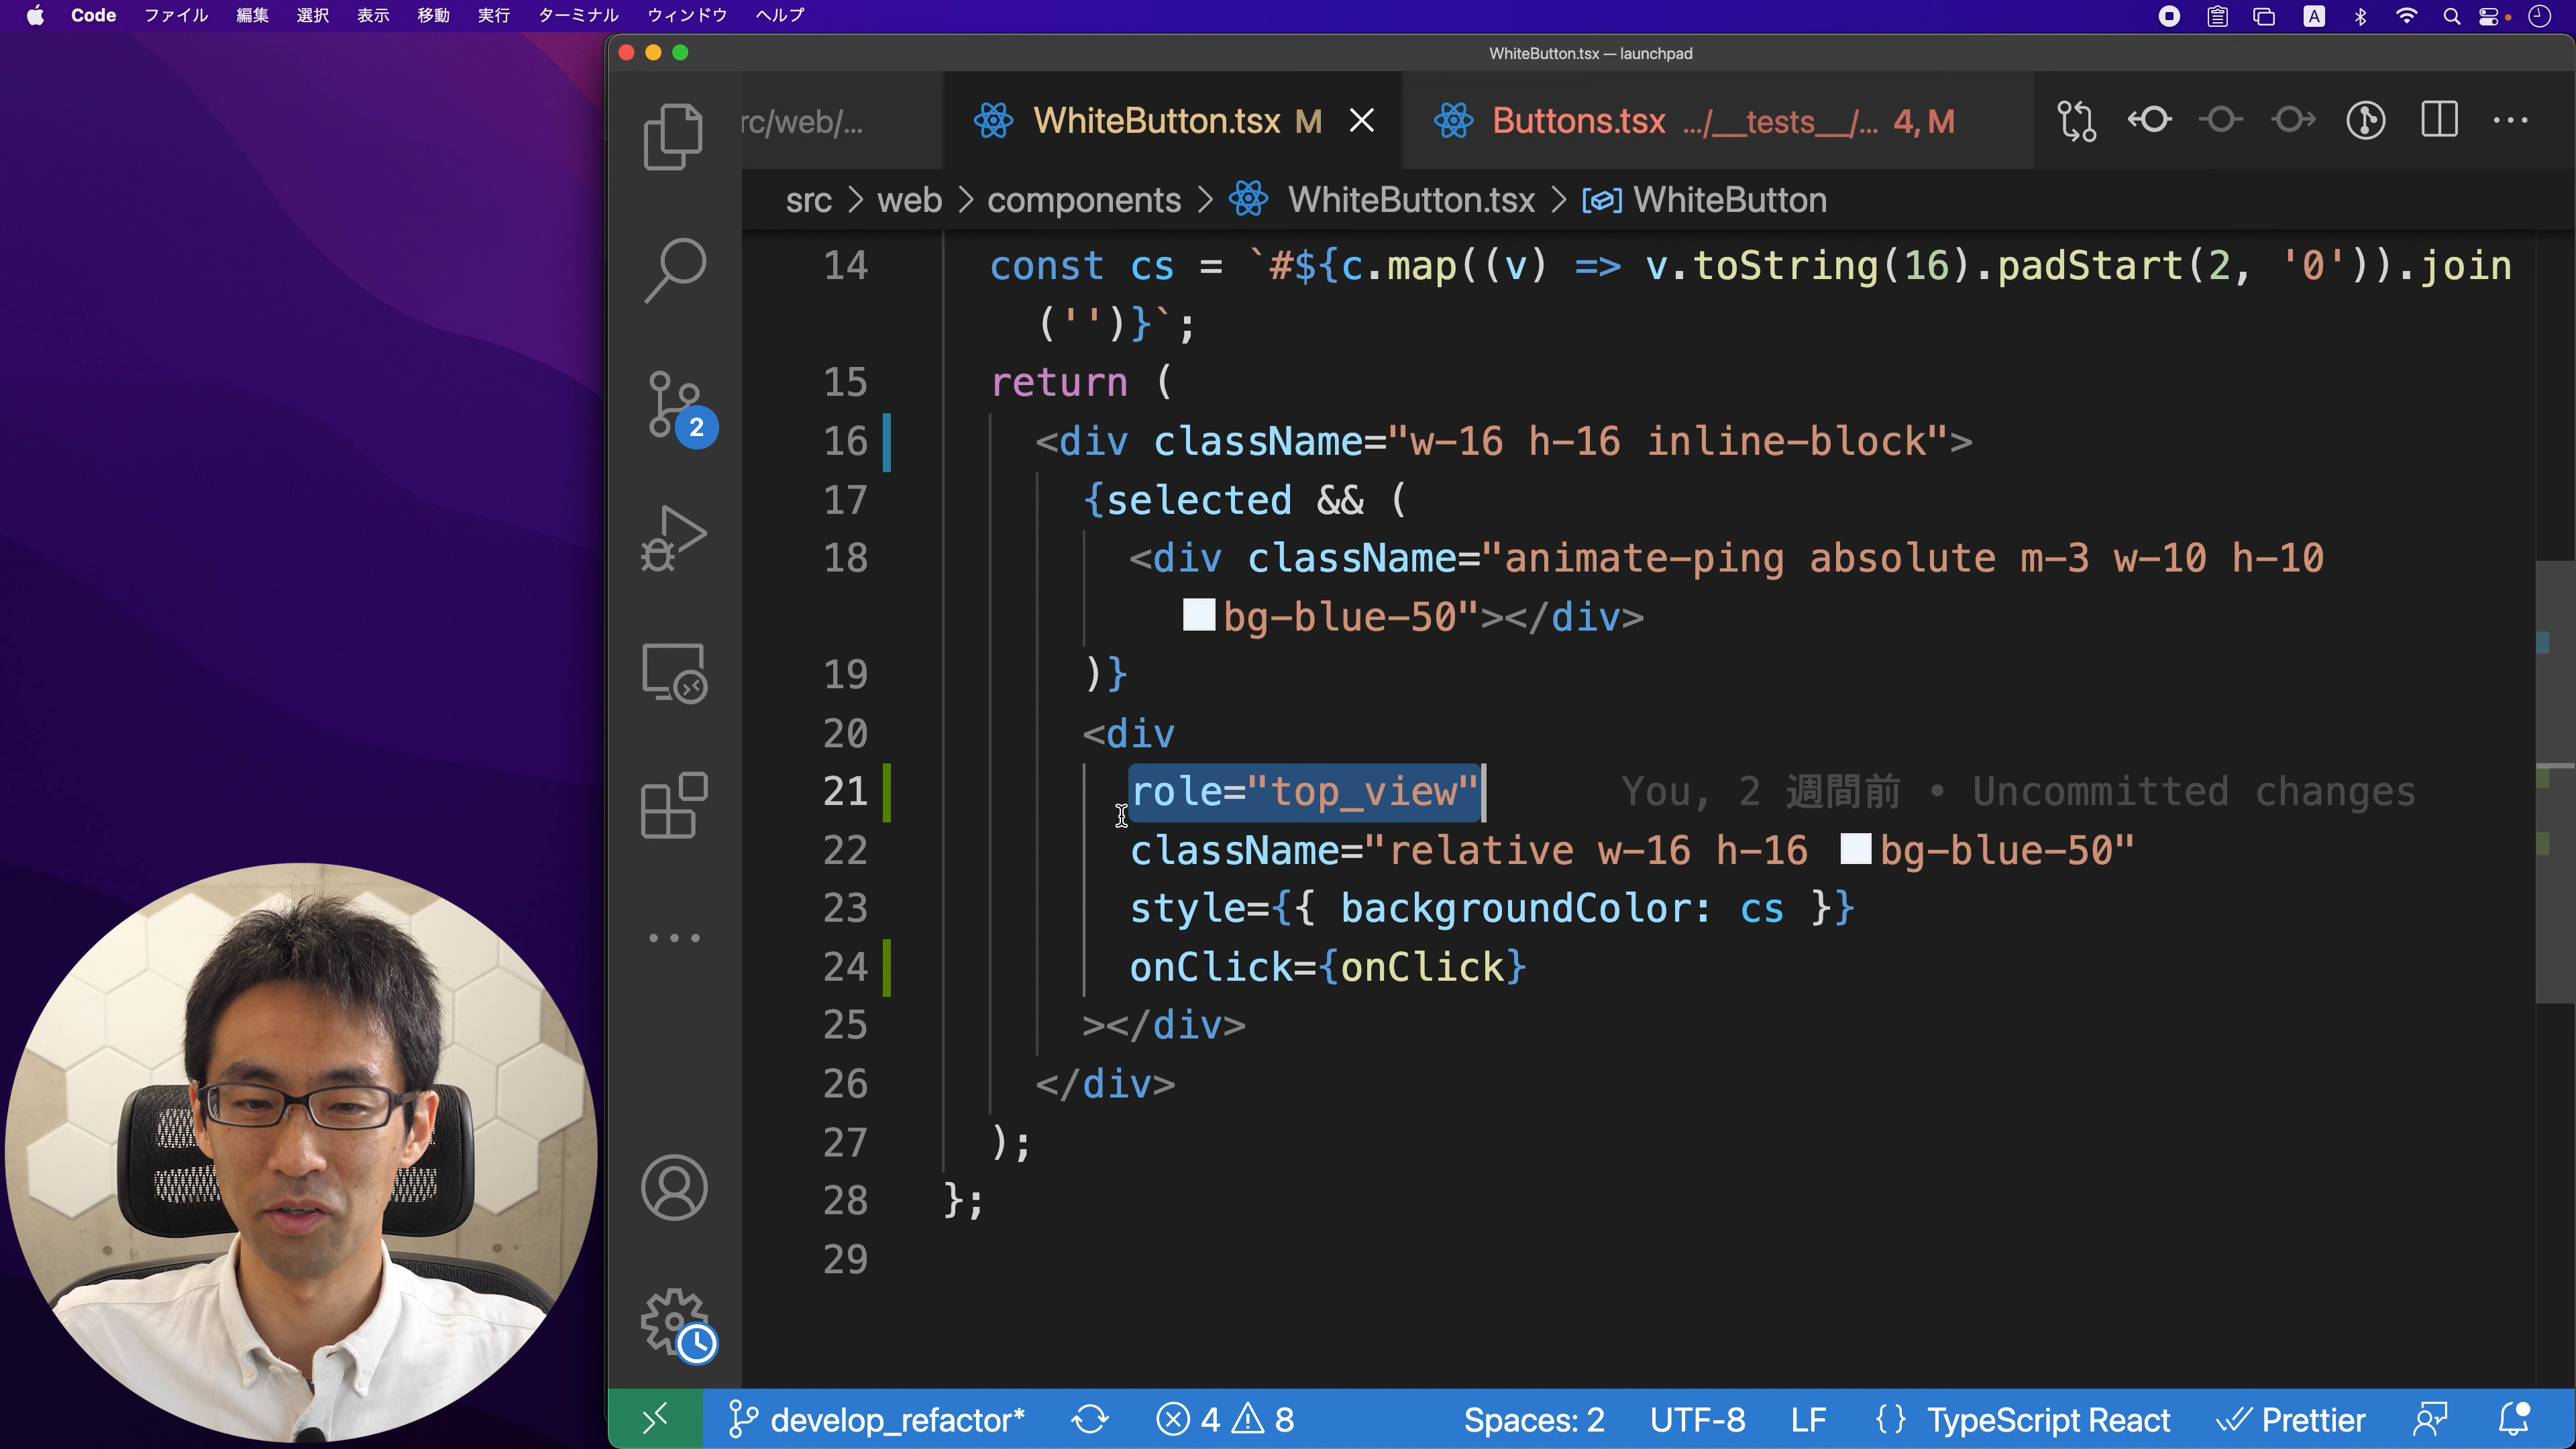 Code ファイル 編集 選択 表示 移動 実行 ターミナル ウィンドウ ヘルプ A
WhiteButton.tsx — launchpad
rc/web/... WhiteButton.tsx M Buttons.tsx .../__tests__/... 4, M
src > web > components > WhiteButton.tsx > WhiteButton
14 const cs = `#${c.map((v) => v.toString(16).padStart(2, '0')).join
('')}`;
15 return (
16 <div className="w-16 h-16 inline-block">
17 {selected && (
18 <div className="animate-ping absolute m-3 w-10 h-10
bg-blue-50"></div>
19 )}
20 <div
21 role="top_view" You, 2 週間前 • Uncommitted changes
22 className="relative w-16 h-16 bg-blue-50"
23 style={{ backgroundColor: cs }}
24 onClick={onClick}
25 ></div>
26 </div>
27 );
28 };
29
2
develop_refactor* 4 8 Spaces: 2 UTF-8 LF {} TypeScript React Prettier